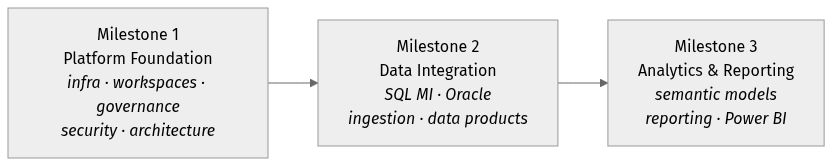 Milestone 1
Platform Foundation
infra · workspaces ·
governance
security · architecture
Milestone 2
Data Integration
SQL MI · Oracle
ingestion · data products
Milestone 3
Analytics & Reporting
semantic models
reporting · Power BI